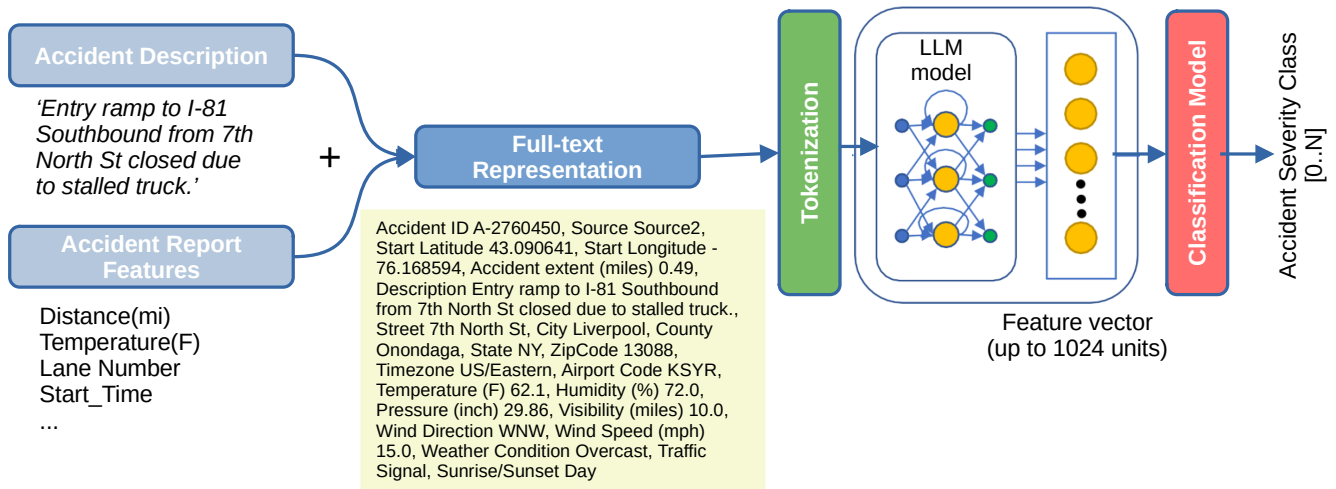 Accident Description
‘Entry ramp to I-81
Southbound from 7th
North St closed due
to stalled truck.’
+
Accident Report
Features
Distance(mi)
Temperature(F)
Lane Number
Start_Time
...
Full-text
Representation
Accident ID A-2760450, Source Source2,
Start Latitude 43.090641, Start Longitude -
76.168594, Accident extent (miles) 0.49,
Description Entry ramp to I-81 Southbound
from 7th North St closed due to stalled truck.,
Street 7th North St, City Liverpool, County
Onondaga, State NY, ZipCode 13088,
Timezone US/Eastern, Airport Code KSYR,
Temperature (F) 62.1, Humidity (%) 72.0,
Pressure (inch) 29.86, Visibility (miles) 10.0,
Wind Direction WNW, Wind Speed (mph)
15.0, Weather Condition Overcast, Traffic
Signal, Sunrise/Sunset Day
Tokenization
LLM
model
Feature vector
(up to 1024 units)
Classification Model
Accident Severity Class
[0..N]